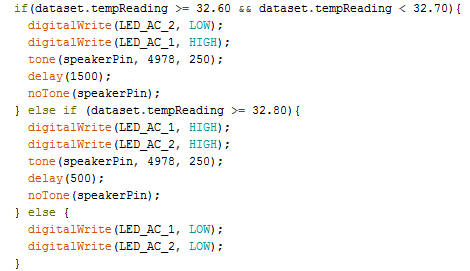 if(dataset.tempReading >= 32.60 && dataset.tempReading < 32.70){
digitalWrite(LED_AC_2, LOW);
digitalWrite(LED_AC_1, HIGH);
tone(speakerPin, 4978, 250);
delay(1500);
noTone(speakerPin);
} else if (dataset.tempReading >= 32.80){
digitalWrite(LED_AC_1, HIGH);
digitalWrite(LED_AC_2, HIGH);
tone(speakerPin, 4978, 250);
delay(500);
noTone(speakerPin);
} else {
digitalWrite(LED_AC_1, LOW);
digitalWrite(LED_AC_2, LOW);
}